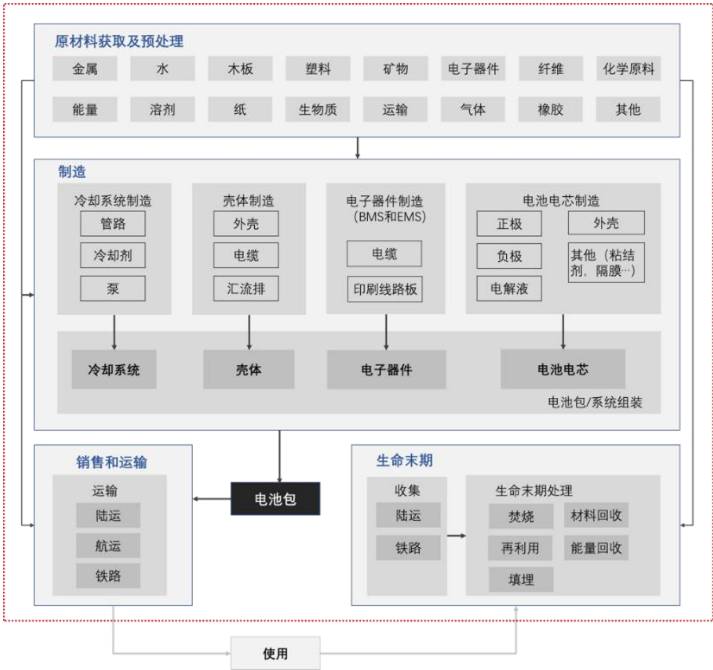 原材料获取及预处理
金属
水
木板
塑料
矿物
电子器件
纤维
化学原料
能量
溶剂
纸
生物质
运输
气体
橡胶
其他
制造
冷却系统制造
管路
冷却剂
泵
壳体制造
外壳
电缆
汇流排
电子器件制造
(BMS和EMS)
电缆
印刷线路板
电池电芯制造
正极
负极
电解液
外壳
其他（粘结
剂，隔膜…）
冷却系统
壳体
电子器件
电池电芯
电池包/系统组装
销售和运输
运输
陆运
航运
铁路
电池包
生命末期
收集
陆运
铁路
生命末期处理
焚烧
材料回收
再利用
能量回收
填埋
使用